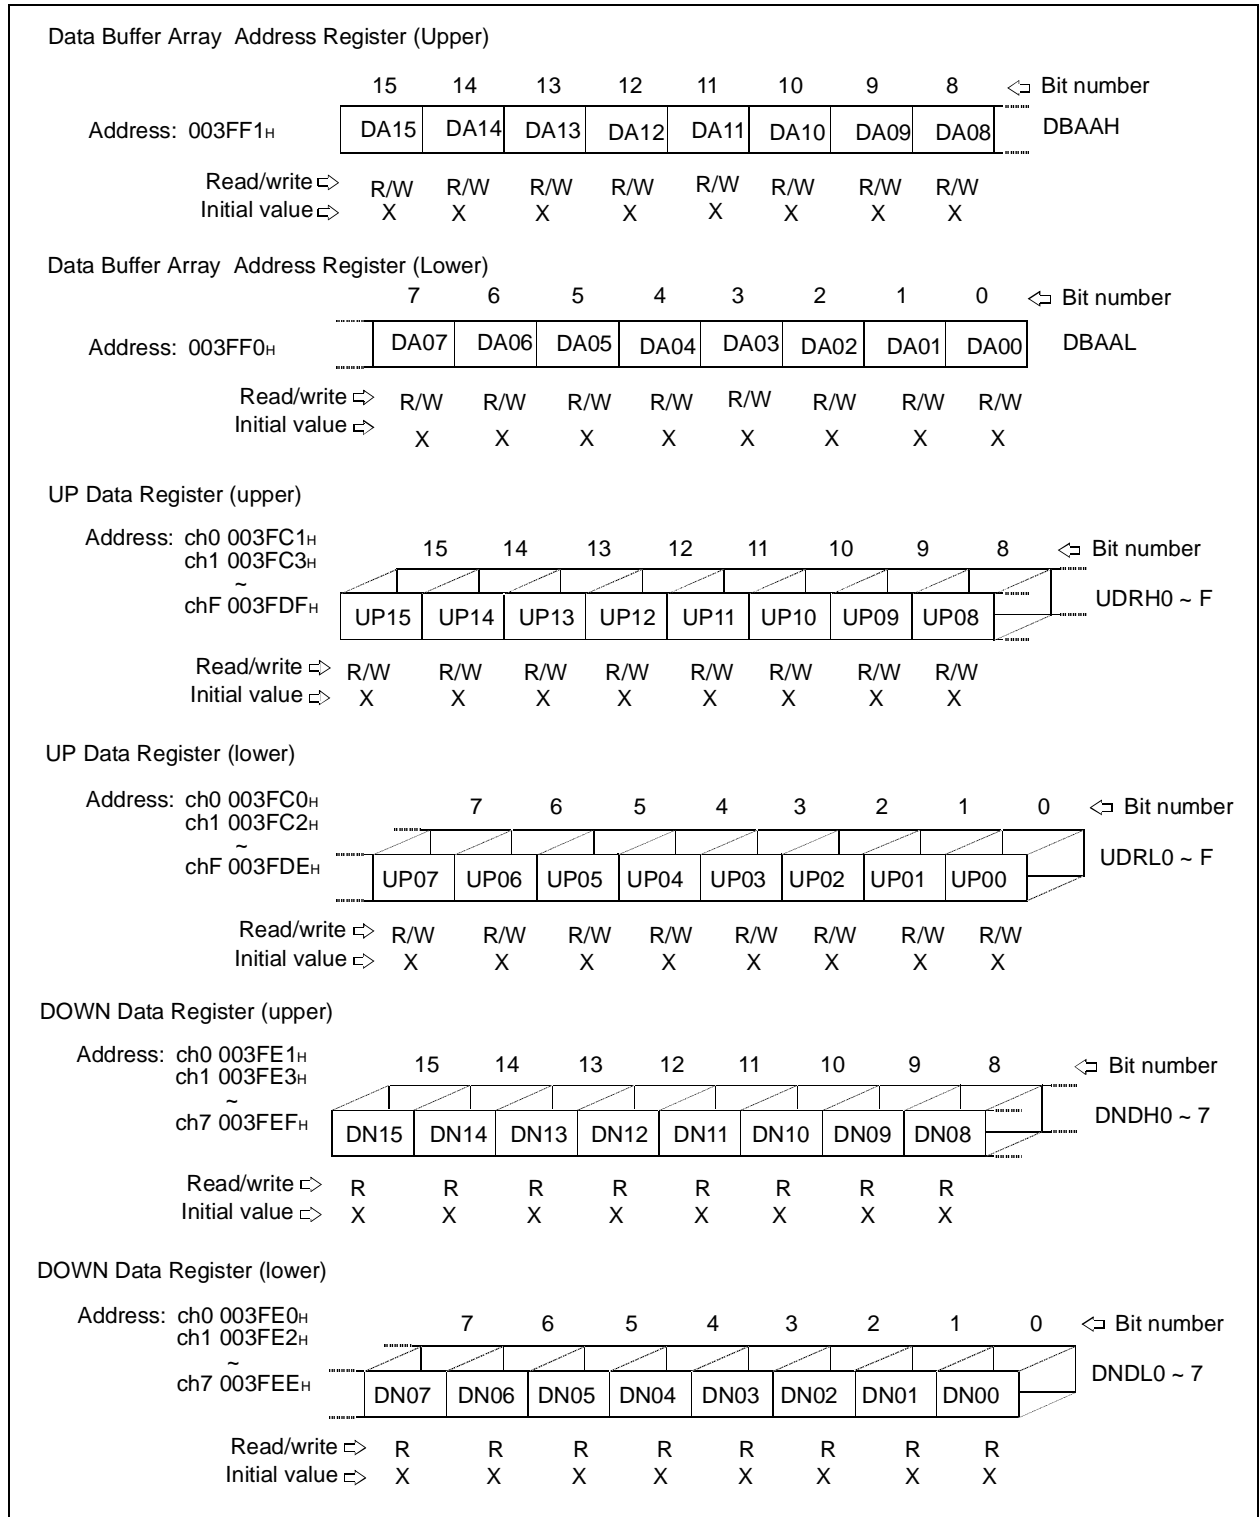 Data Buffer Array Address Register (Upper)
15 14 13 12 11 10 9 8 ⇦ Bit number
Address: 003FF1H DA15 DA14 DA13 DA12 DA11 DA10 DA09 DA08 DBAAH
Read/write ⇨ R/W R/W R/W R/W R/W R/W R/W R/W
Initial value ⇨ X X X X X X X X
Data Buffer Array Address Register (Lower)
7 6 5 4 3 2 1 0 ⇦ Bit number
Address: 003FF0H DA07 DA06 DA05 DA04 DA03 DA02 DA01 DA00 DBAAL
Read/write ⇨ R/W R/W R/W R/W R/W R/W R/W R/W
Initial value ⇨ X X X X X X X X
UP Data Register (upper)
Address: ch0 003FC1H
ch1 003FC3H
~
chF 003FDFH
15 14 13 12 11 10 9 8 ⇦ Bit number
UP15 UP14 UP13 UP12 UP11 UP10 UP09 UP08 UDRH0 ~ F
Read/write ⇨ R/W R/W R/W R/W R/W R/W R/W R/W
Initial value ⇨ X X X X X X X X
UP Data Register (lower)
Address: ch0 003FC0H
ch1 003FC2H
~
chF 003FDEH
7 6 5 4 3 2 1 0 ⇦ Bit number
UP07 UP06 UP05 UP04 UP03 UP02 UP01 UP00 UDRL0 ~ F
Read/write ⇨ R/W R/W R/W R/W R/W R/W R/W R/W
Initial value ⇨ X X X X X X X X
DOWN Data Register (upper)
Address: ch0 003FE1H
ch1 003FE3H
~
ch7 003FEFH
15 14 13 12 11 10 9 8 ⇦ Bit number
DN15 DN14 DN13 DN12 DN11 DN10 DN09 DN08 DNDH0 ~ 7
Read/write ⇨ R R R R R R R R
Initial value ⇨ X X X X X X X X
DOWN Data Register (lower)
Address: ch0 003FE0H
ch1 003FE2H
~
ch7 003FEEH
7 6 5 4 3 2 1 0 ⇦ Bit number
DN07 DN06 DN05 DN04 DN03 DN02 DN01 DN00 DNDL0 ~ 7
Read/write ⇨ R R R R R R R R
Initial value ⇨ X X X X X X X X